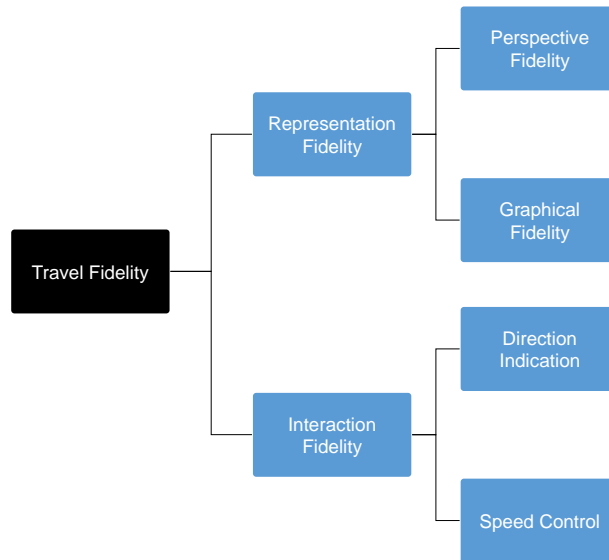 Perspective
Fidelity
Representation
Fidelity
Graphical
Fidelity
Travel Fidelity
Direction
Indication
Interaction
Fidelity
Speed Control